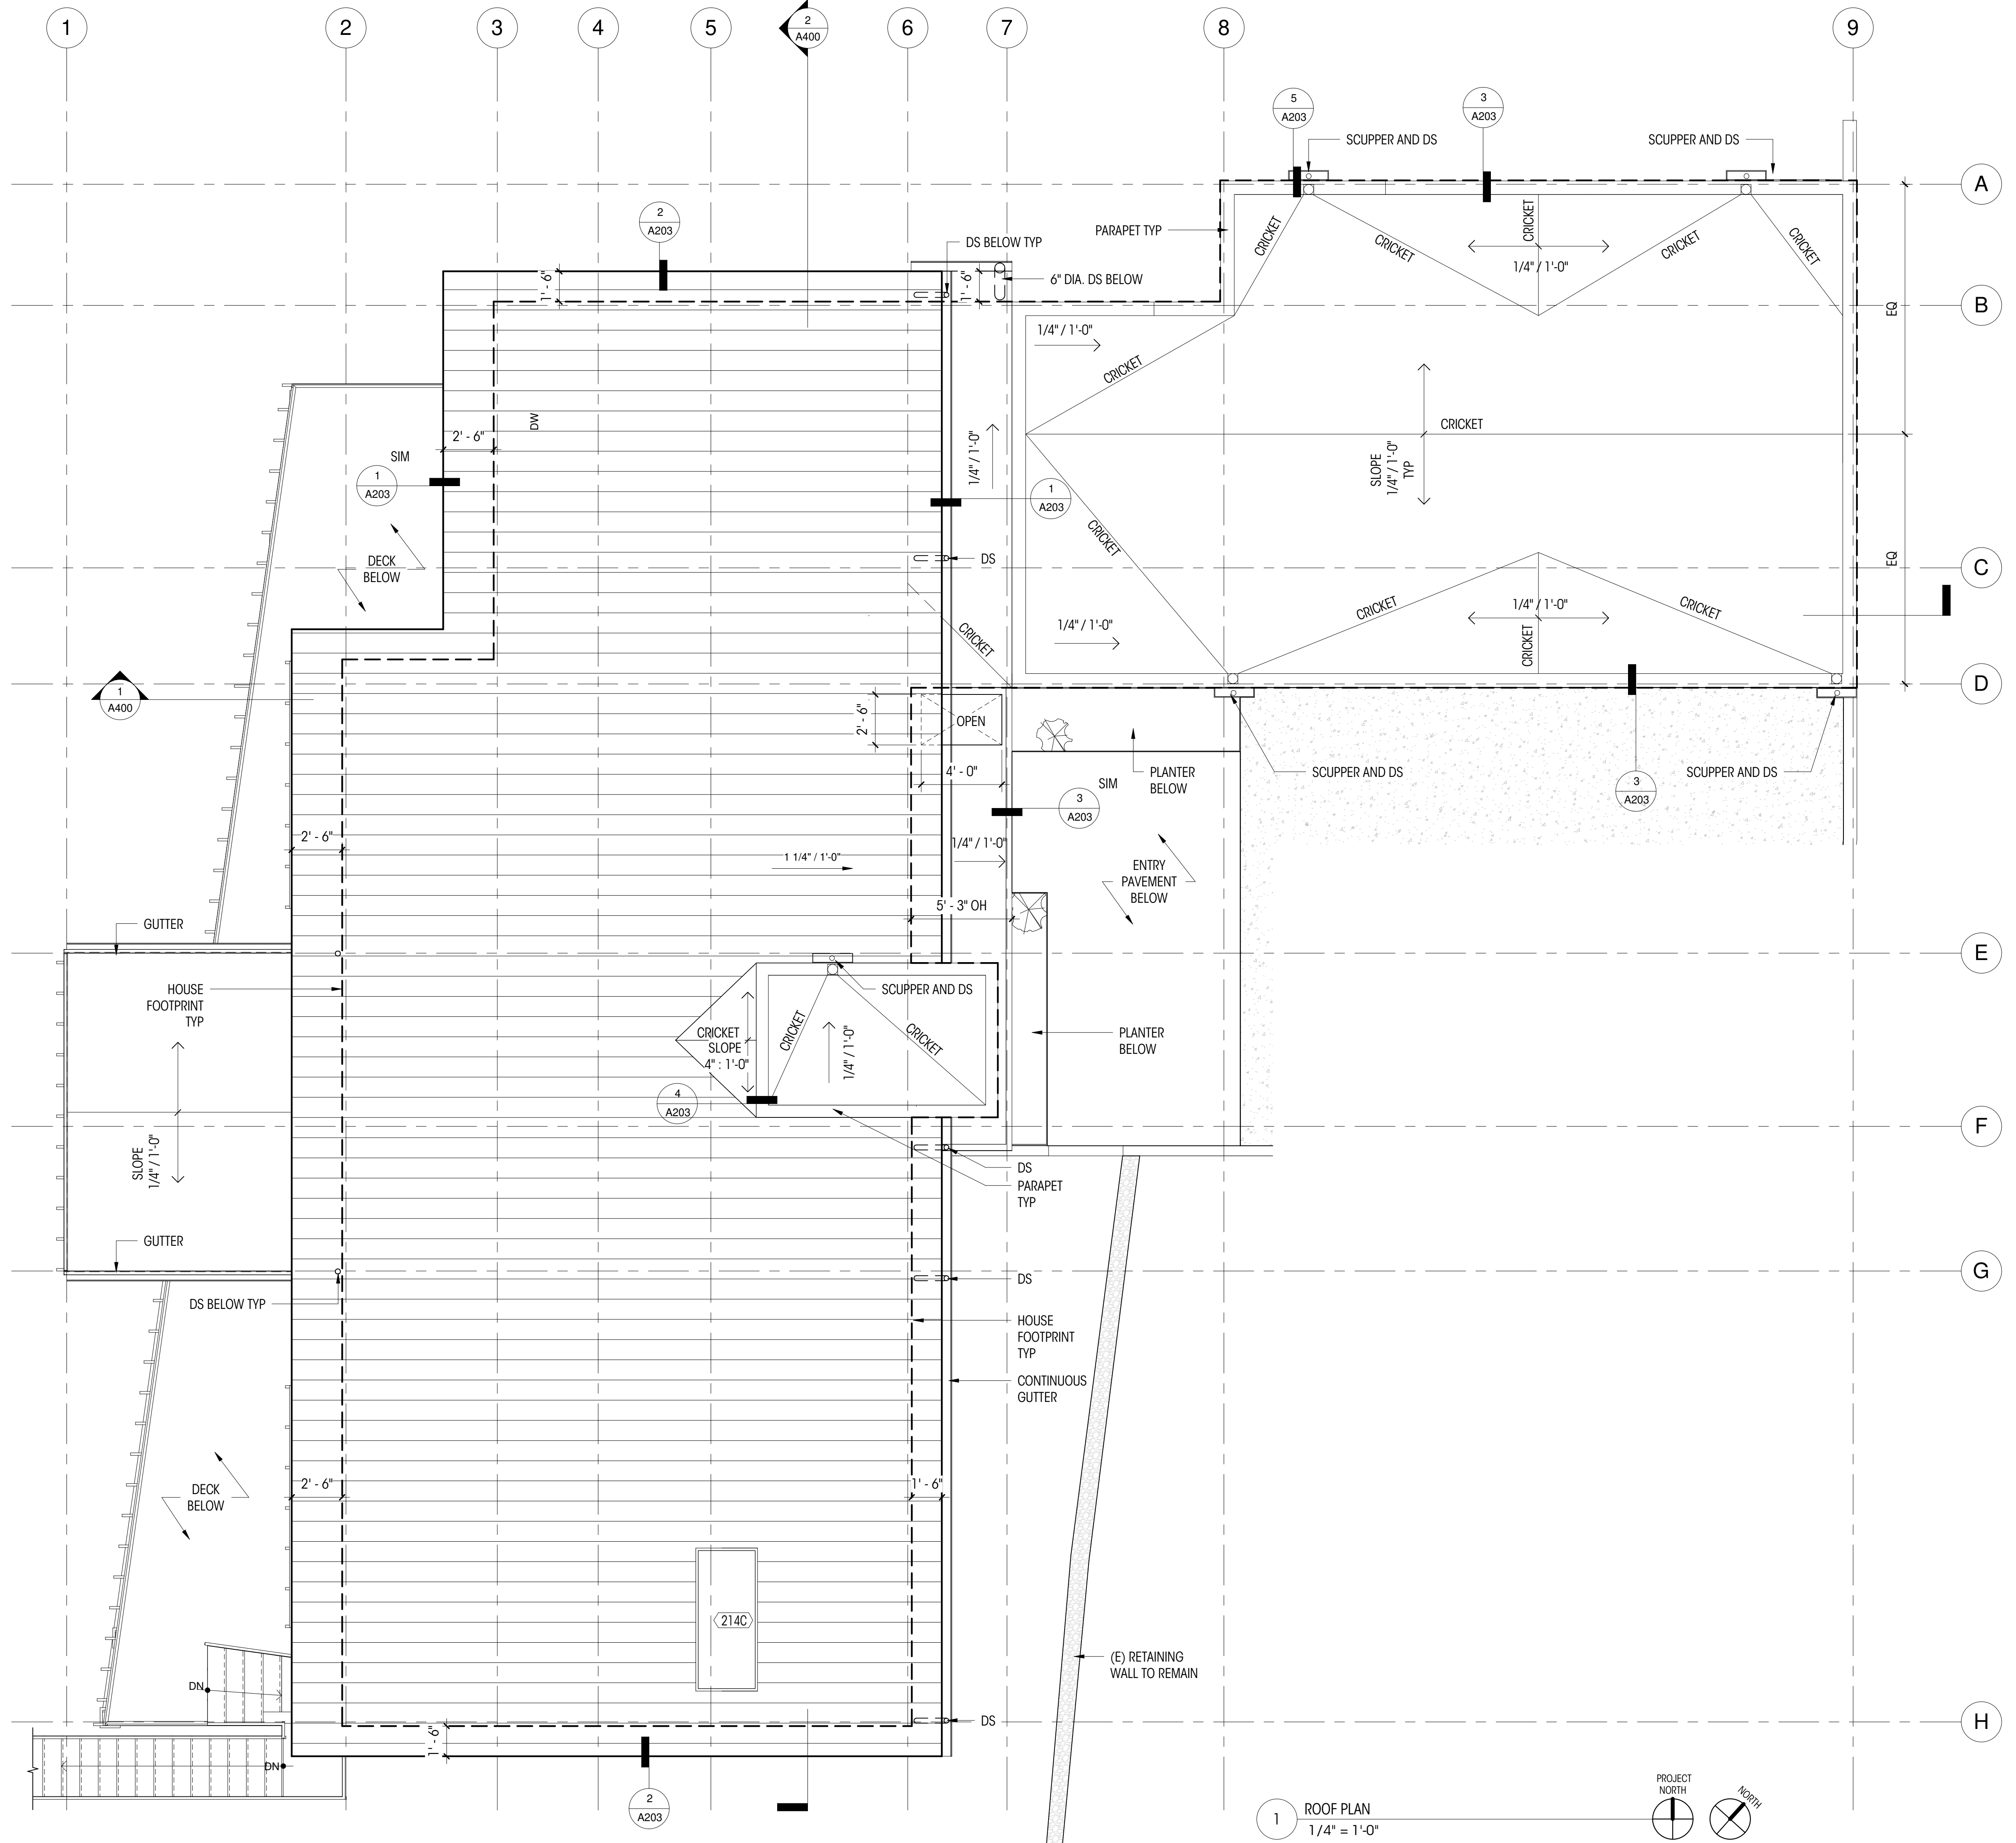 1
2
3
4
5
2
A400
6
7
8
9
5
A203
3
A203
SCUPPER AND DS
SCUPPER AND DS
A
2
A203
PARAPET TYP
DS BELOW TYP
6" DIA. DS BELOW
1' - 6"
1' - 6"
CRICKET
CRICKET
CRICKET
1/4" / 1'-0"
CRICKET
CRICKET
B
EQ
1/4" / 1'-0"
CRICKET
DW
2' - 6"
SIM
1
A203
1/4" / 1'-0"
1
A203
CRICKET
SLOPE
1/4" / 1'-0"
TYP
CRICKET
DECK
BELOW
DS
EQ
C
CRICKET
1/4" / 1'-0"
CRICKET
1/4" / 1'-0"
CRICKET
CRICKET
D
1
A400
2' - 6"
OPEN
4' - 0"
SIM
3
A203
PLANTER
BELOW
SCUPPER AND DS
SCUPPER AND DS
3
A203
2' - 6"
1 1/4" / 1'-0"
1/4" / 1'-0"
ENTRY
PAVEMENT
BELOW
5' - 3" OH
GUTTER
E
HOUSE
FOOTPRINT
TYP
SCUPPER AND DS
CRICKET
SLOPE
4" : 1'-0"
CRICKET
1/4" / 1'-0"
CRICKET
PLANTER
BELOW
4
A203
F
SLOPE
1/4" / 1'-0"
DS
PARAPET
TYP
GUTTER
G
DS
DS BELOW TYP
HOUSE
FOOTPRINT
TYP
CONTINUOUS
GUTTER
2' - 6"
1' - 6"
DECK
BELOW
214C
(E) RETAINING
WALL TO REMAIN
DN
DS
H
1' - 6"
DN
2
A203
1
ROOF PLAN
1/4" = 1'-0"
PROJECT
NORTH
NORTH